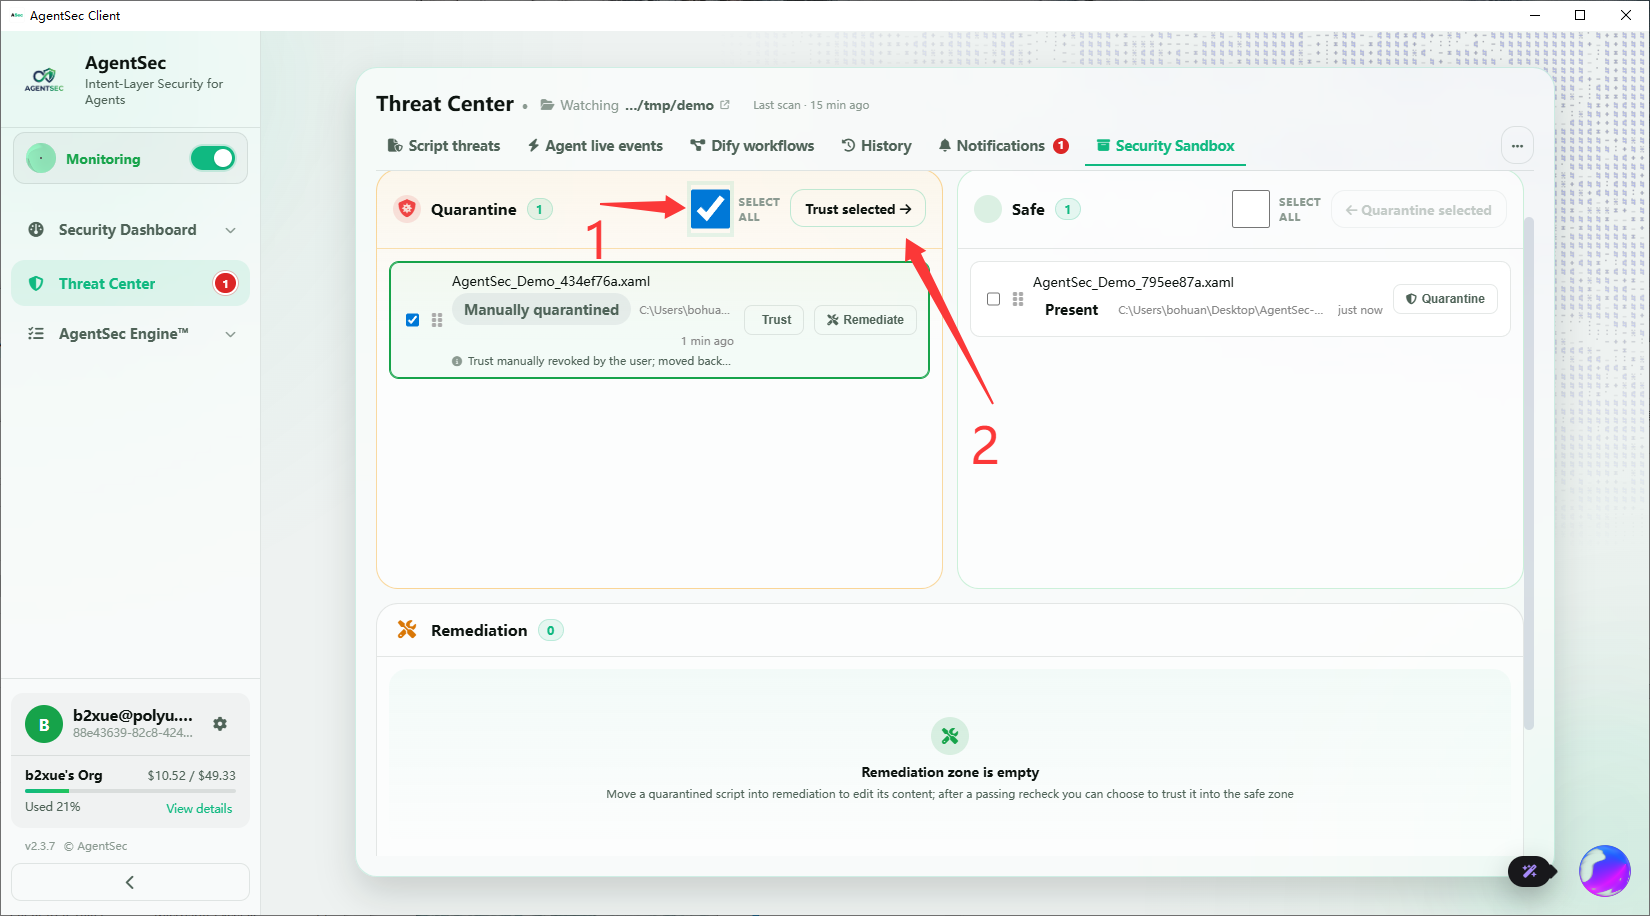 ASec AgentSec Client
AgentSec
Intent-Layer Security for
Agents
AGENTSEC
Monitoring
Security Dashboard
Threat Center 1
AgentSec Engine™
b2xue@polyu....
B
88e43639-82c8-424...
b2xue's Org $10.52 / $49.33
Used 21% View details
v2.3.7 © AgentSec
Threat Center • Watching .../tmp/demo Last scan · 15 min ago
Script threats Agent live events Dify workflows History Notifications 1 Security Sandbox ...
Quarantine 1 SELECT ALL Trust selected →
1
AgentSec_Demo_434ef76a.xaml
Manually quarantined C:\Users\bohua... Trust Remediate
1 min ago
Trust manually revoked by the user; moved back...
2
Safe 1 SELECT ALL ← Quarantine selected
AgentSec_Demo_795ee87a.xaml
Present C:\Users\bohuan\Desktop\AgentSec-... just now Quarantine
Remediation 0
Remediation zone is empty
Move a quarantined script into remediation to edit its content; after a passing recheck you can choose to trust it into the safe zone